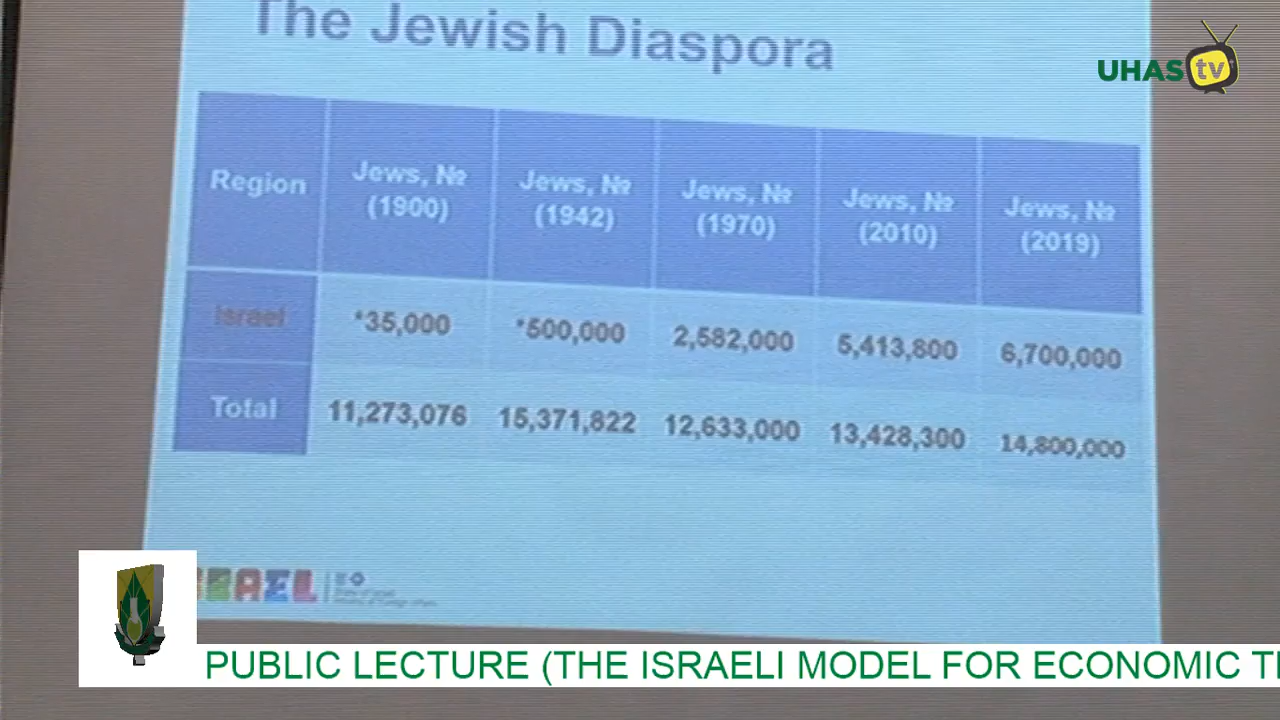 The Jewish Diaspora
UHAS tv
Region
Jews, №
(1900)
Jews, №
(1942)
Jews, №
(1970)
Jews, №
(2010)
Jews, №
(2019)
Israel
*35,000
*500,000
2,582,000
5,413,800
6,700,000
Total
11,273,076
15,371,822
12,633,000
13,428,300
14,800,000
RAEL
PUBLIC LECTURE (THE ISRAELI MODEL FOR ECONOMIC